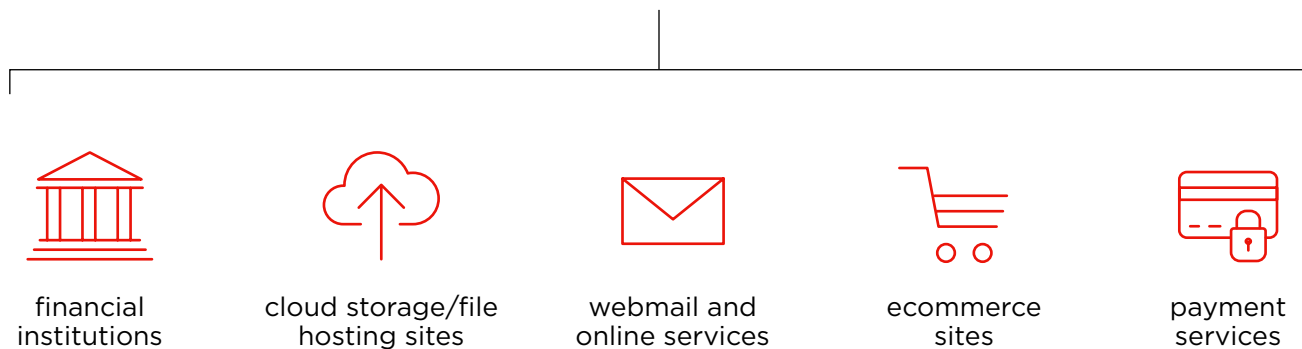 financial
institutions
cloud storage/file
hosting sites
webmail and
online services
ecommerce
sites
payment
services